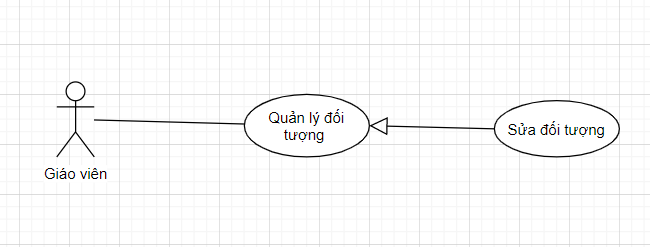 Quản lý đối
tượng
Sửa đối tượng
Giáo viên